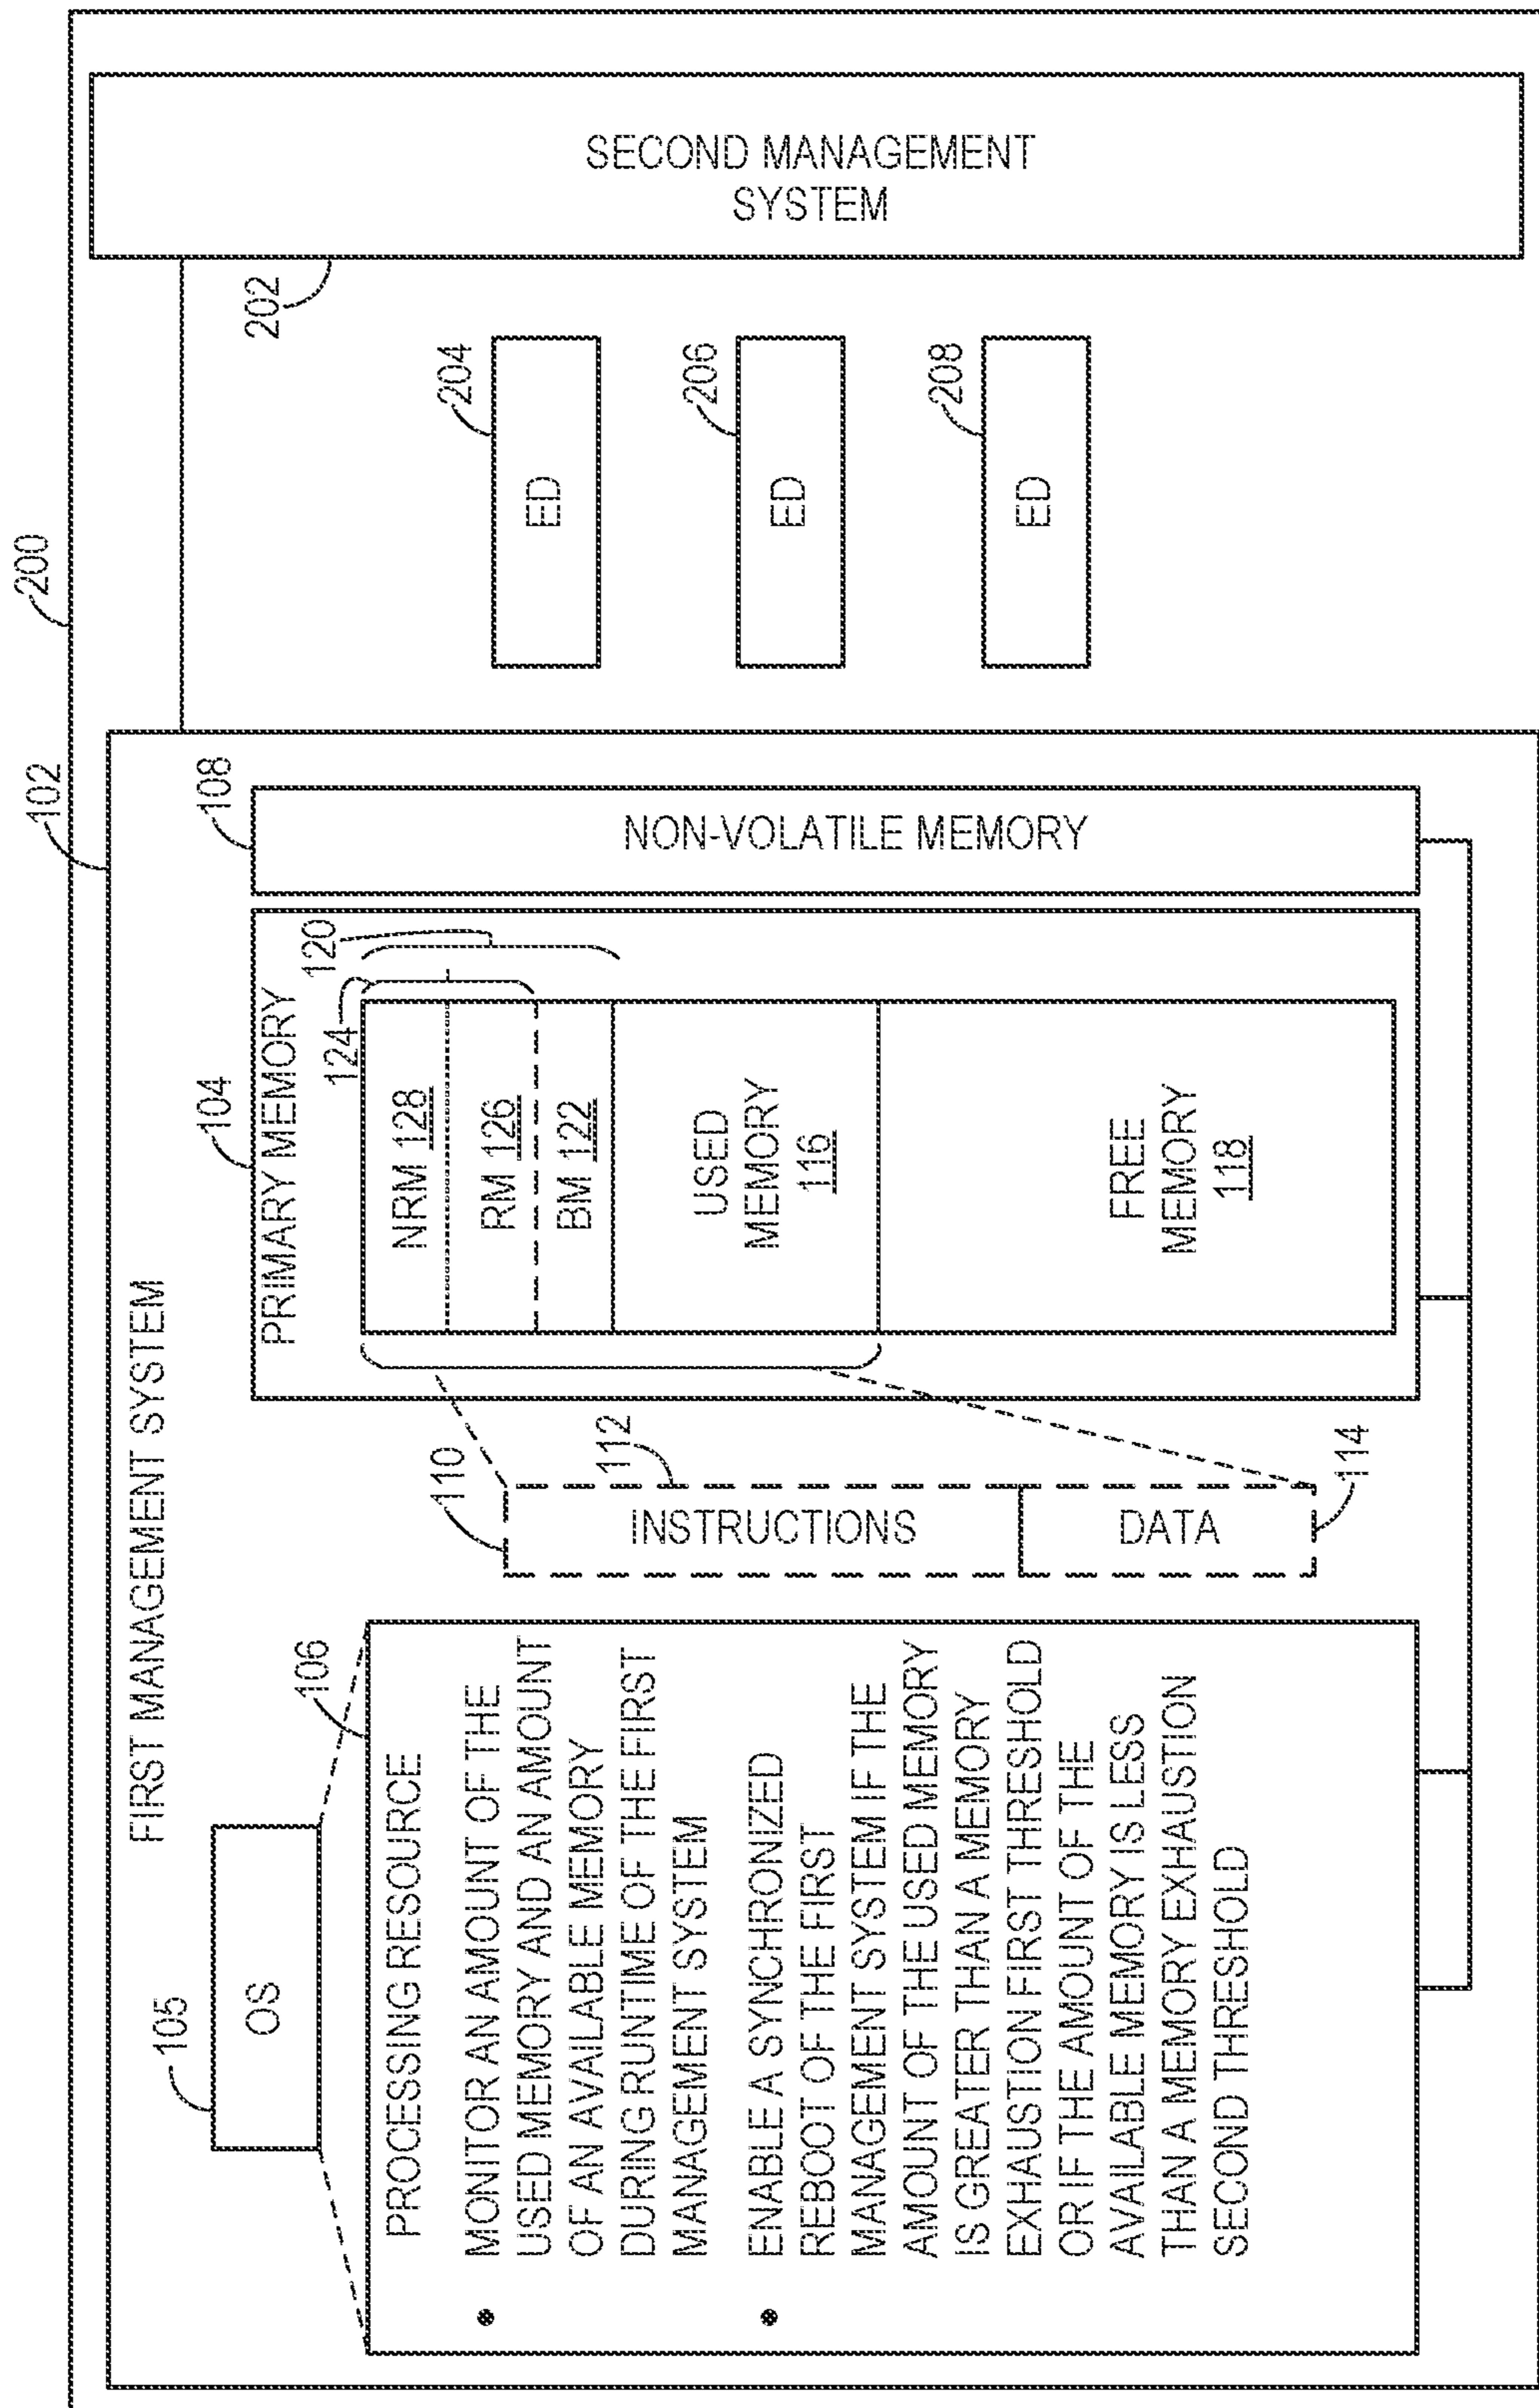 200
102
FIRST MANAGEMENT SYSTEM
105
OS
106
PROCESSING RESOURCE
• MONITOR AN AMOUNT OF THE
USED MEMORY AND AN AMOUNT
OF AN AVAILABLE MEMORY
DURING RUNTIME OF THE FIRST
MANAGEMENT SYSTEM
• ENABLE A SYNCHRONIZED
REBOOT OF THE FIRST
MANAGEMENT SYSTEM IF THE
AMOUNT OF THE USED MEMORY
IS GREATER THAN A MEMORY
EXHAUSTION FIRST THRESHOLD
OR IF THE AMOUNT OF THE
AVAILABLE MEMORY IS LESS
THAN A MEMORY EXHAUSTION
SECOND THRESHOLD
110
INSTRUCTIONS
112
DATA
114
104
PRIMARY MEMORY
124
120
NRM 128
RM 126
BM 122
USED
MEMORY
116
FREE
MEMORY
118
108
NON-VOLATILE MEMORY
204
ED
206
ED
208
ED
202
SECOND MANAGEMENT
SYSTEM